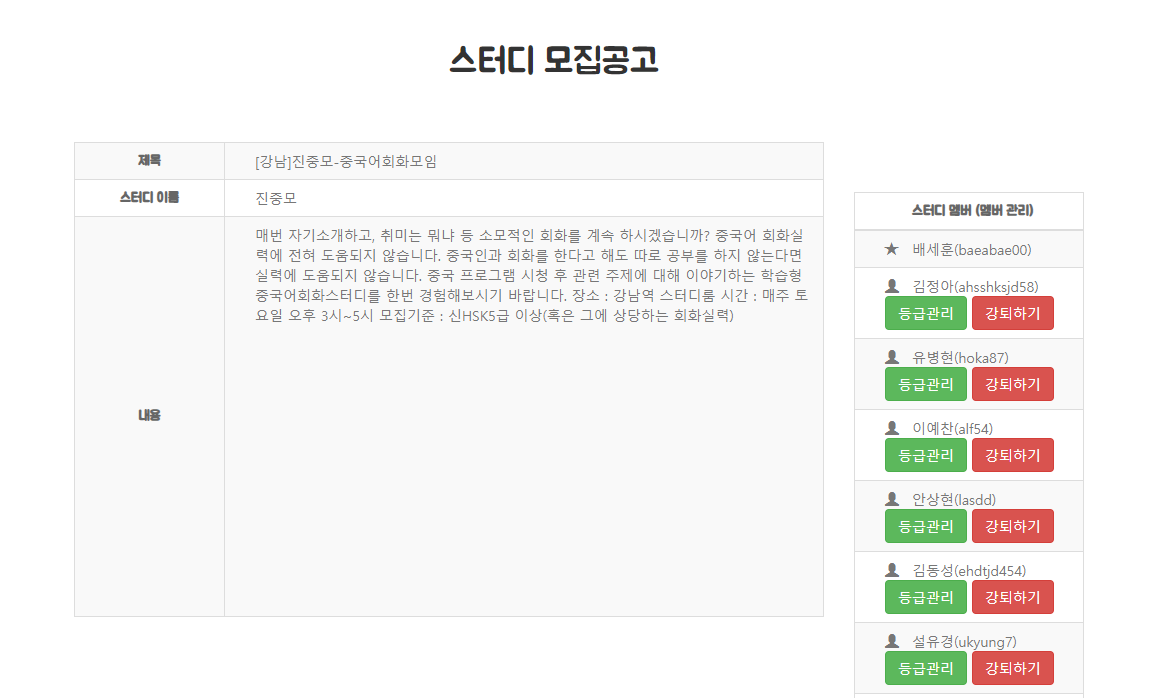 스터디 모집공고
제목
[강남]진중모-중국어회화모임
스터디 이름
진중모
내용
매번 자기소개하고, 취미는 뭐냐 등 소모적인 회화를 계속 하시겠습니까? 중국어 회화실
력에 전혀 도움되지 않습니다. 중국인과 회화를 한다고 해도 따로 공부를 하지 않는다면
실력에 도움되지 않습니다. 중국 프로그램 시청 후 관련 주제에 대해 이야기하는 학습형
중국어회화스터디를 한번 경험해보시기 바랍니다. 장소 : 강남역 스터디룸 시간 : 매주 토
요일 오후 3시~5시 모집기준 : 신HSK5급 이상(혹은 그에 상당하는 회화실력)
스터디 멤버 (멤버 관리)
배세훈(baeabae00)
김정아(ahsshksjd58)
등급관리 강퇴하기
유병현(hoka87)
등급관리 강퇴하기
이예찬(alf54)
등급관리 강퇴하기
안상현(lasdd)
등급관리 강퇴하기
김동성(ehdtjd454)
등급관리 강퇴하기
설유경(ukyung7)
등급관리 강퇴하기